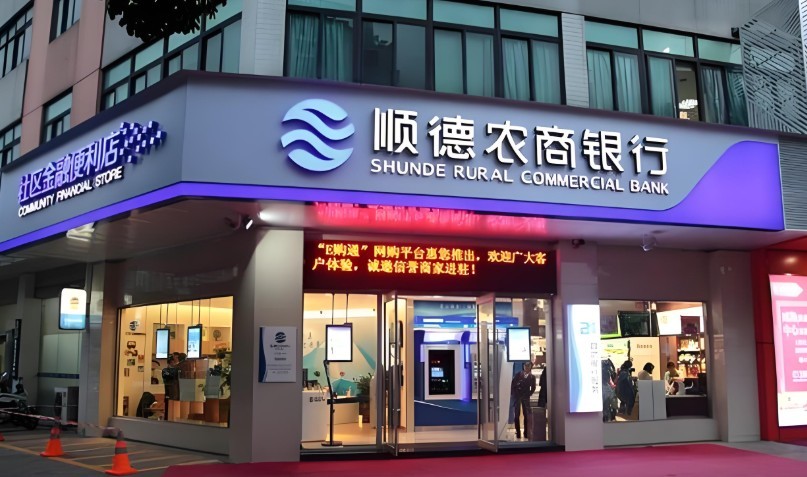 社区金融便利店
COMMUNITY FINANCIAL STORE
顺德农商银行
SHUNDE RURAL COMMERCIAL BANK
“E购通”网购平台惠您推出，欢迎广大客
户体验，诚邀信誉商家进驻！